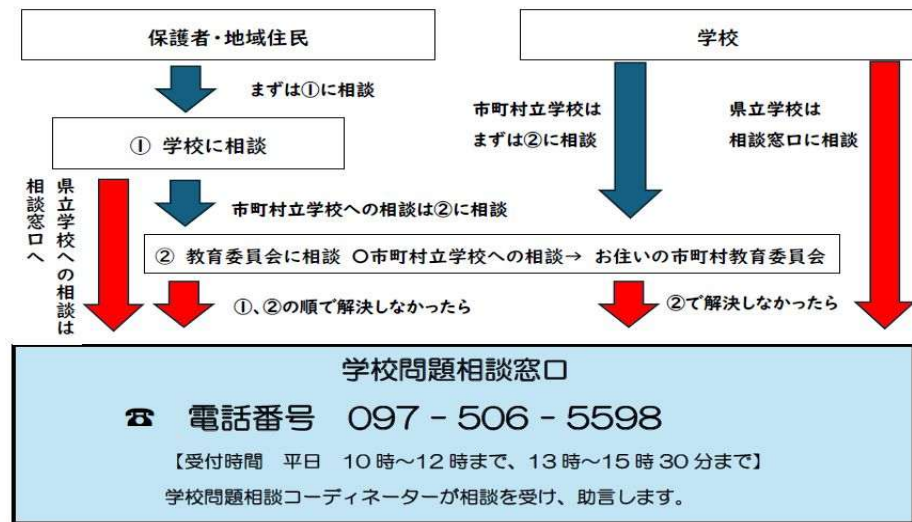 保護者・地域住民
学校
まずは①に相談
① 学校に相談
市町村立学校は
まずは②に相談
県立学校は
相談窓口に相談
県立学校への相談は
相談窓口へ
市町村立学校への相談は②に相談
② 教育委員会に相談 〇市町村立学校への相談→ お住いの市町村教育委員会
①、②の順で解決しなかったら
②で解決しなかったら
学校問題相談窓口
☎ 電話番号 097－506－5598
【受付時間 平日 10時～12時まで、13時～15時30分まで】
学校問題相談コーディネーターが相談を受け、助言します。